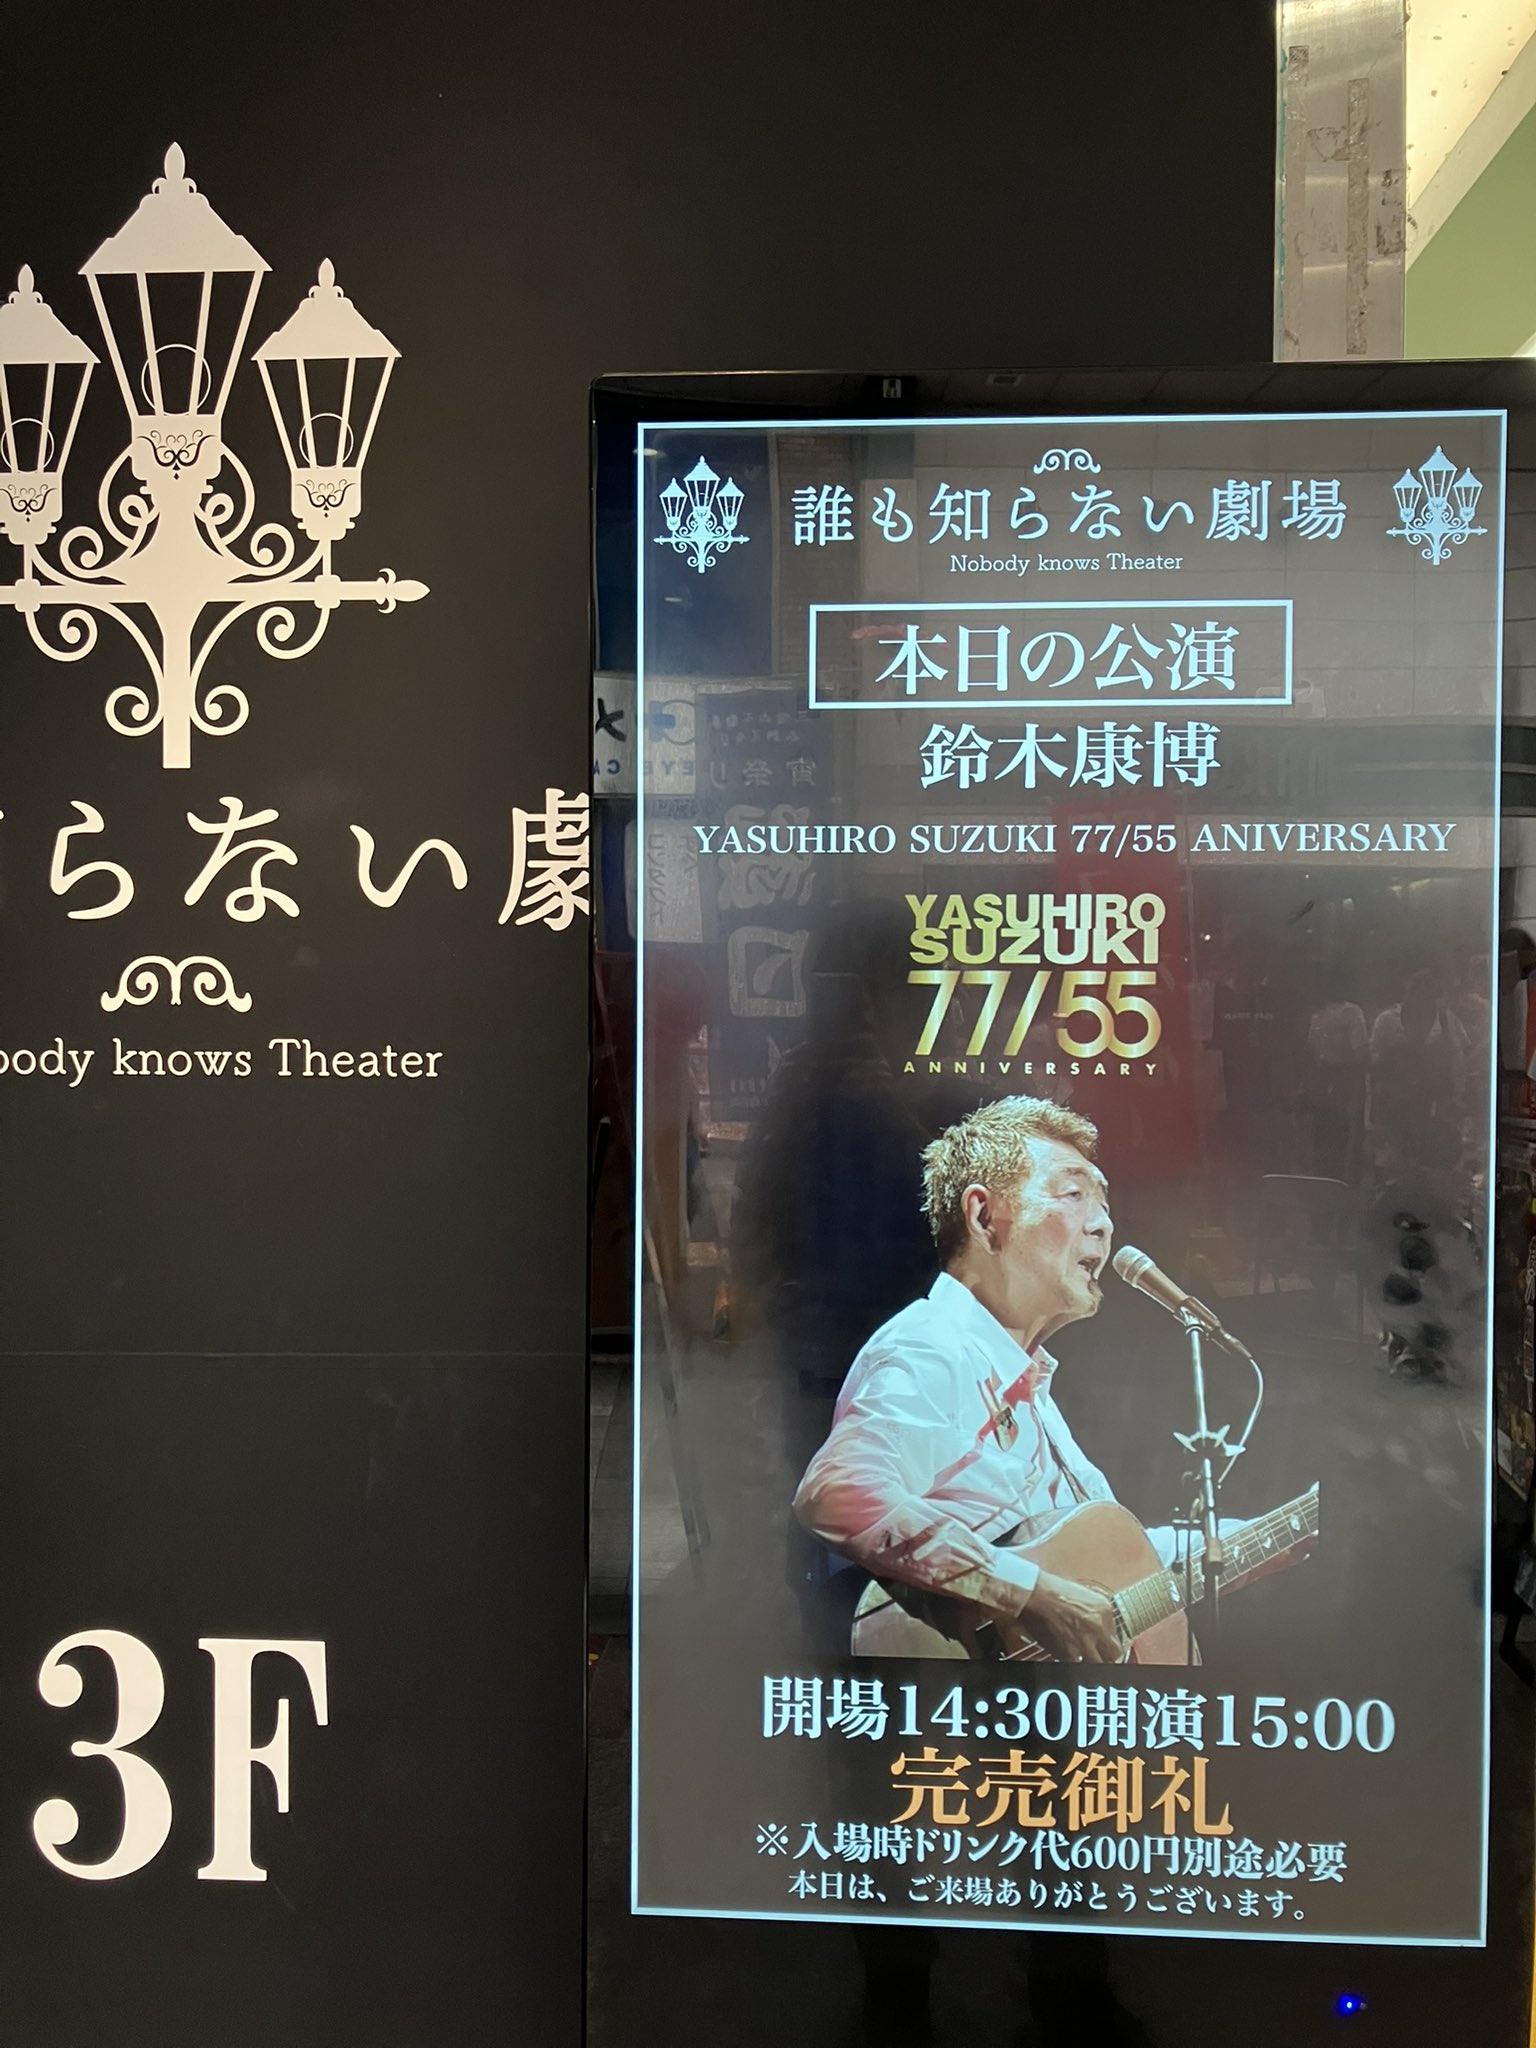 らない劇
body knows Theater
3F
誰も知らない劇場
Nobody knows Theater
本日の公演
鈴木康博
YASUHIRO SUZUKI 77/55 ANIVERSARY
YASUHIRO
SUZUKI
77/55
ANNIVERSARY
開場14:30開演15:00
完売御礼
※入場時ドリンク代600円別途必要
本日は、ご来場ありがとうございます。